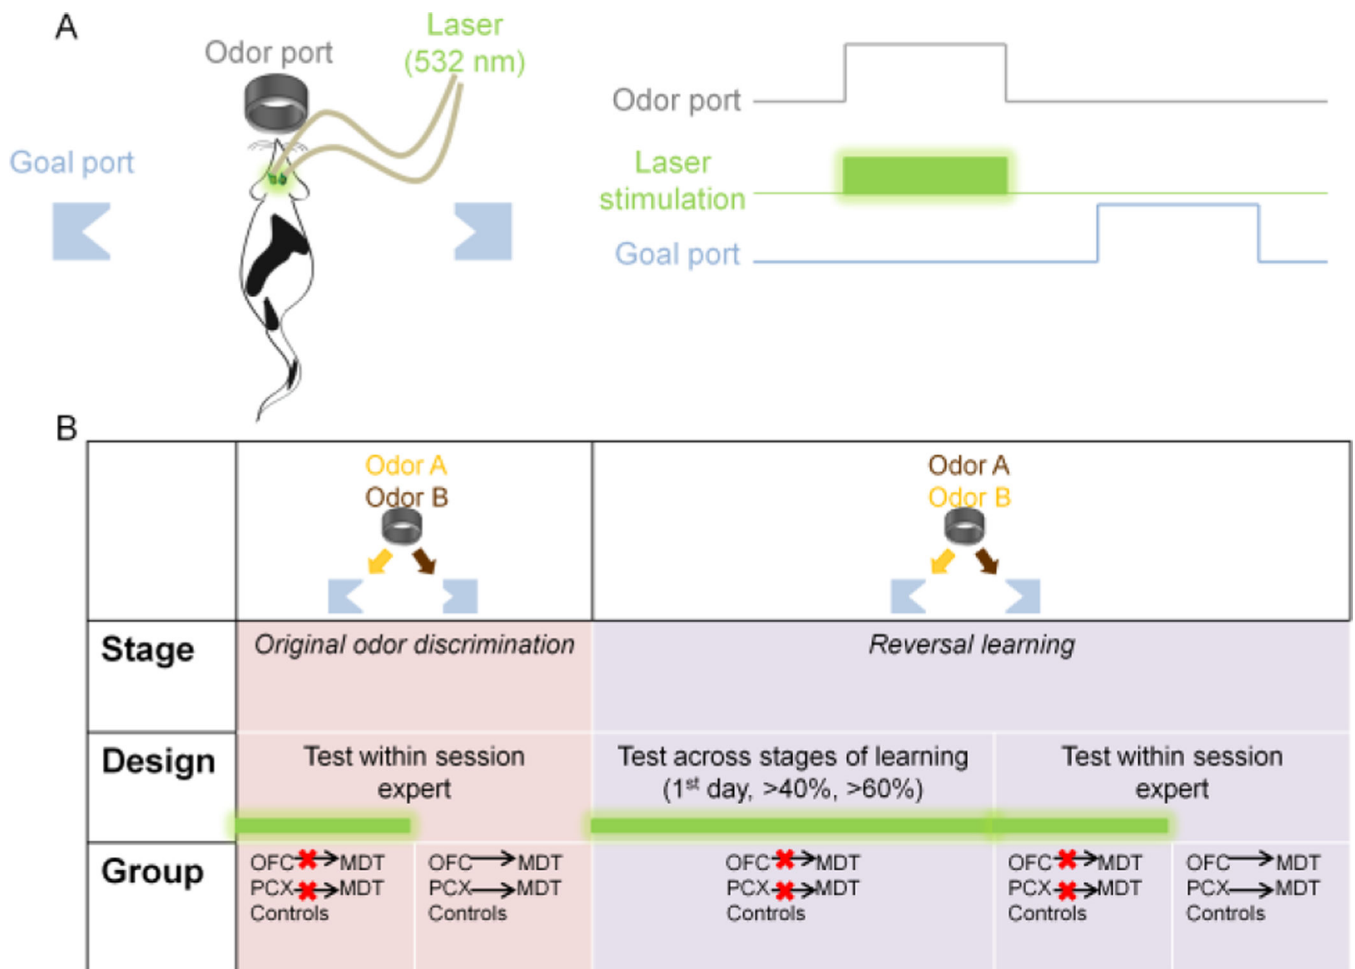 A
Odor port
Laser
(532 nm)
Goal port
Odor port
Laser
stimulation
Goal port
B
Odor A
Odor B
Odor A
Odor B
Stage
Original odor discrimination
Reversal learning
Design
Test within session
expert
Test across stages of learning
(1st day, >40%, >60%)
Test within session
expert
Group
OFC MDT
PCX MDT
Controls
OFC MDT
PCX MDT
Controls
OFC MDT
PCX MDT
Controls
OFC MDT
PCX MDT
Controls
OFC MDT
PCX MDT
Controls